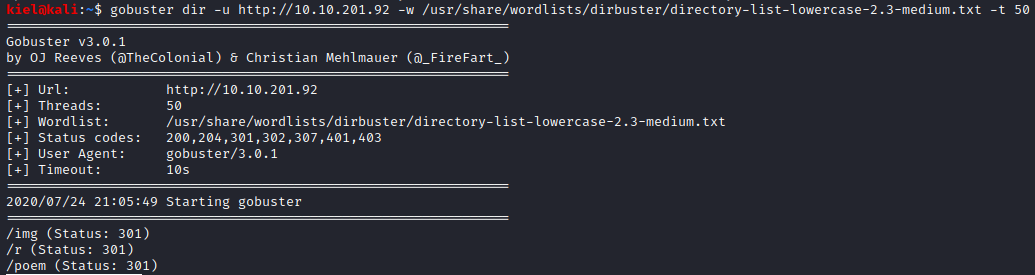 kiel@kali:~$ gobuster dir -u http://10.10.201.92 -w /usr/share/wordlists/dirbuster/directory-list-lowercase-2.3-medium.txt -t 50
===============================================================
Gobuster v3.0.1
by OJ Reeves (@TheColonial) & Christian Mehlmauer (@_FireFart_)
===============================================================
[+] Url:            http://10.10.201.92
[+] Threads:        50
[+] Wordlist:       /usr/share/wordlists/dirbuster/directory-list-lowercase-2.3-medium.txt
[+] Status codes:   200,204,301,302,307,401,403
[+] User Agent:     gobuster/3.0.1
[+] Timeout:        10s
===============================================================
2020/07/24 21:05:49 Starting gobuster
===============================================================
/img (Status: 301)
/r (Status: 301)
/poem (Status: 301)